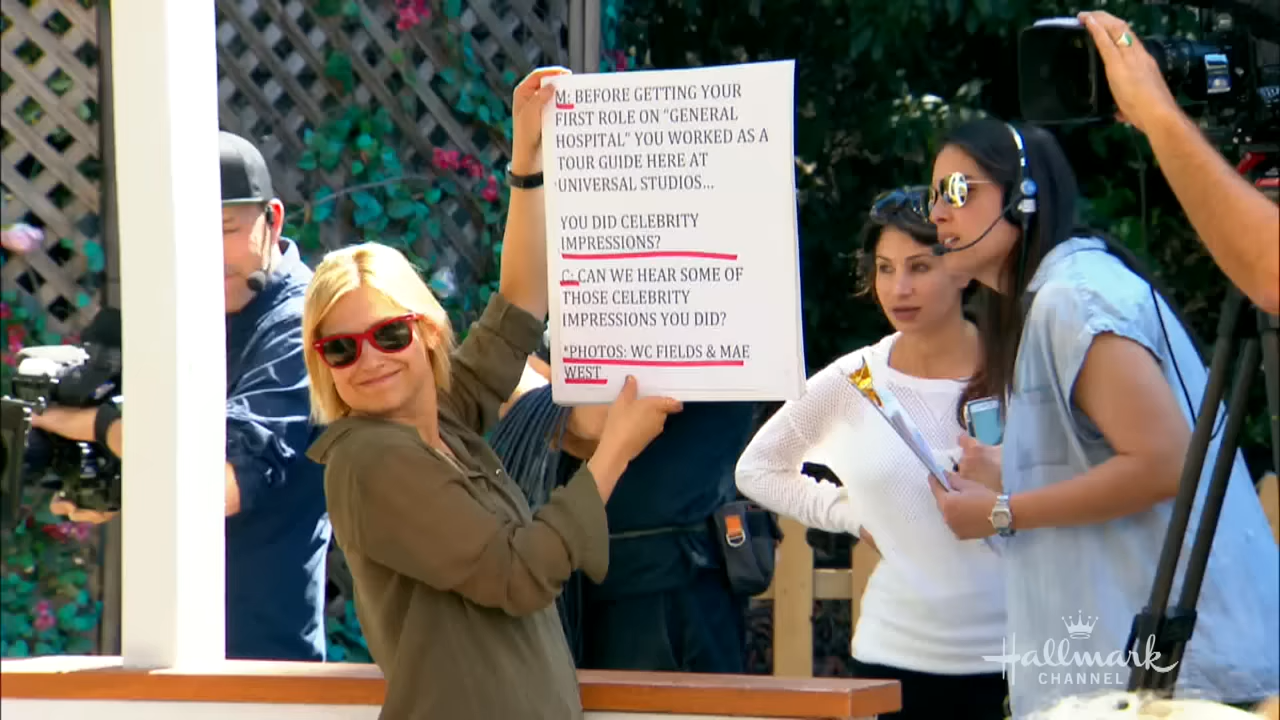 M: BEFORE GETTING YOUR
FIRST ROLE ON "GENERAL
HOSPITAL" YOU WORKED AS A
TOUR GUIDE HERE AT
UNIVERSAL STUDIOS...
YOU DID CELEBRITY
IMPRESSIONS?
C: CAN WE HEAR SOME OF
THOSE CELEBRITY
IMPRESSIONS YOU DID?
*PHOTOS: WC FIELDS & MAE
WEST
Hallmark
CHANNEL